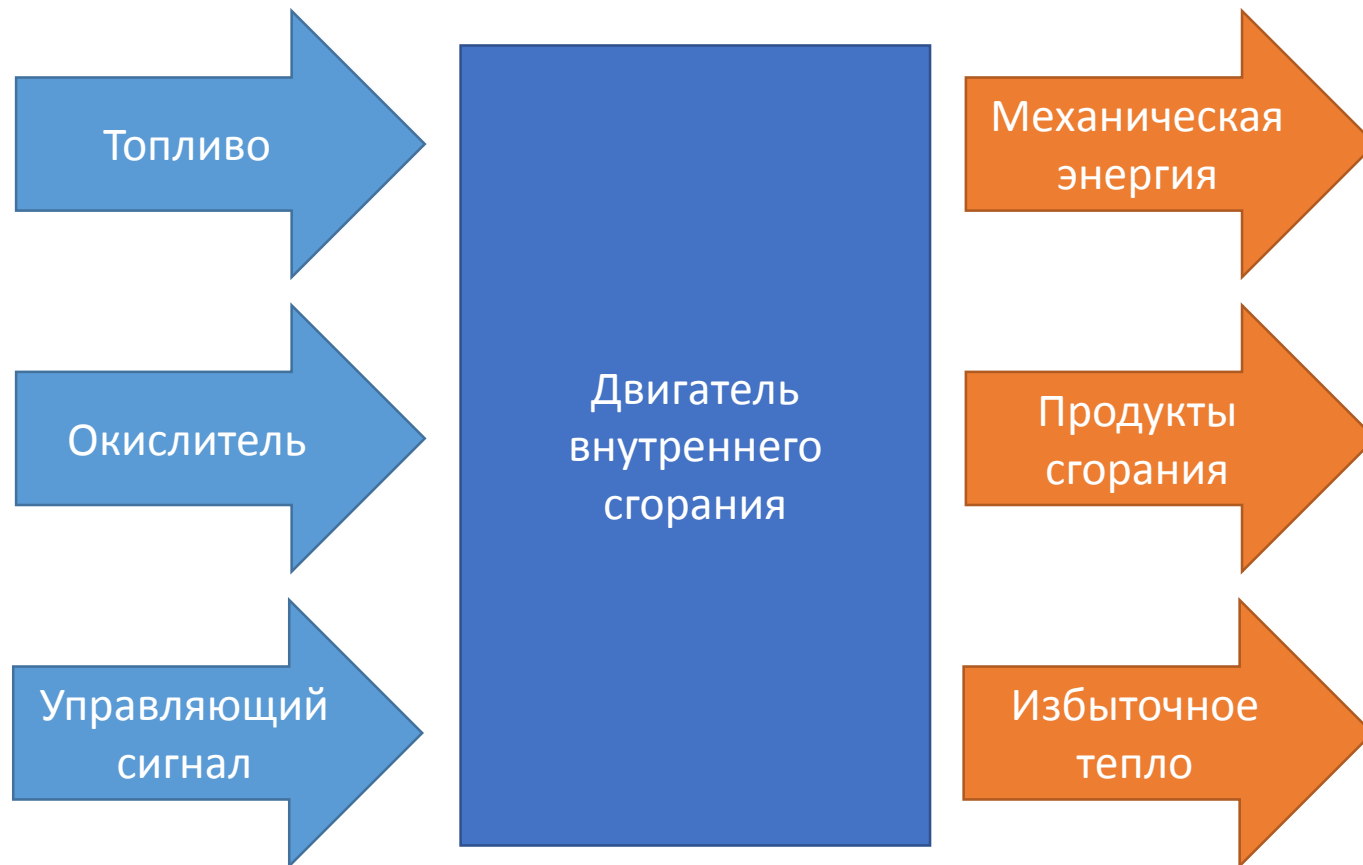 Топливо
Окислитель
Управляющий
сигнал
Двигатель
внутреннего
сгорания
Механическая
энергия
Продукты
сгорания
Избыточное
тепло